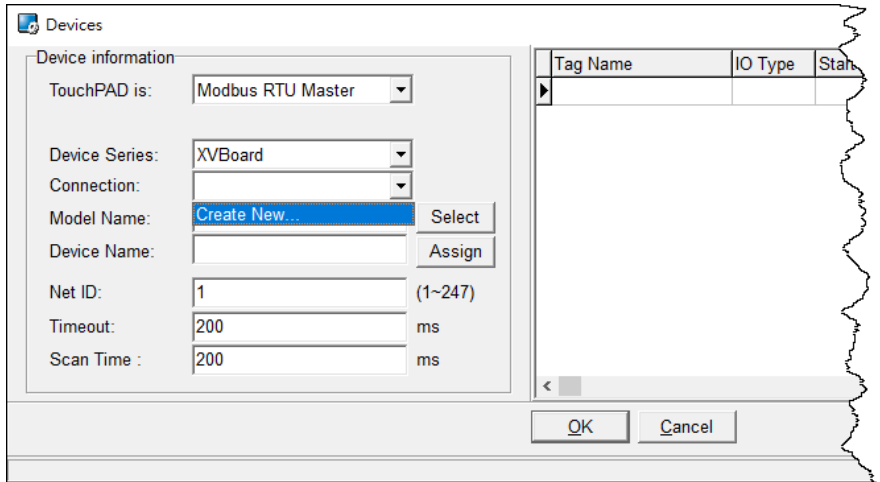 Devices
Device information
TouchPAD is: Modbus RTU Master
Device Series: XVBoard
Connection:
Create New...
Model Name: Select
Device Name: Assign
Net ID: 1 (1~247)
Timeout: 200 ms
Scan Time : 200 ms
Tag Name IO Type
OK Cancel